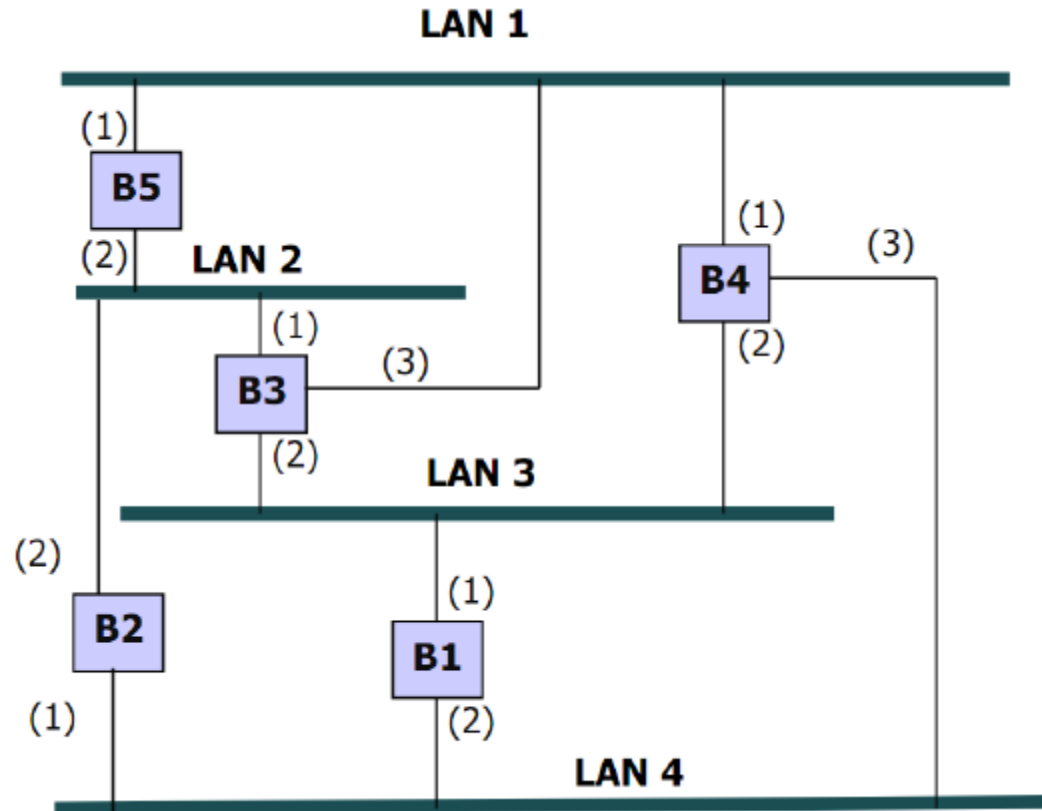 LAN 1
(1)
B5
(2)
LAN 2
(1)
(3)
B4
(2)
(1)
B3
(3)
(2)
LAN 3
(2)
B2
(1)
(1)
B1
(2)
LAN 4